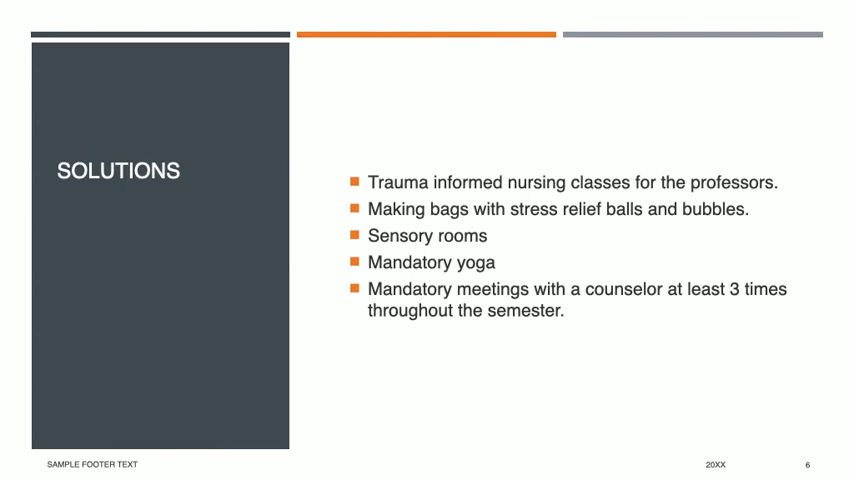 SOLUTIONS
Trauma informed nursing classes for the professors.
Making bags with stress relief balls and bubbles.
Sensory rooms
Mandatory yoga
Mandatory meetings with a counselor at least 3 times
throughout the semester.
SAMPLE FOOTER TEXT
20XX
6